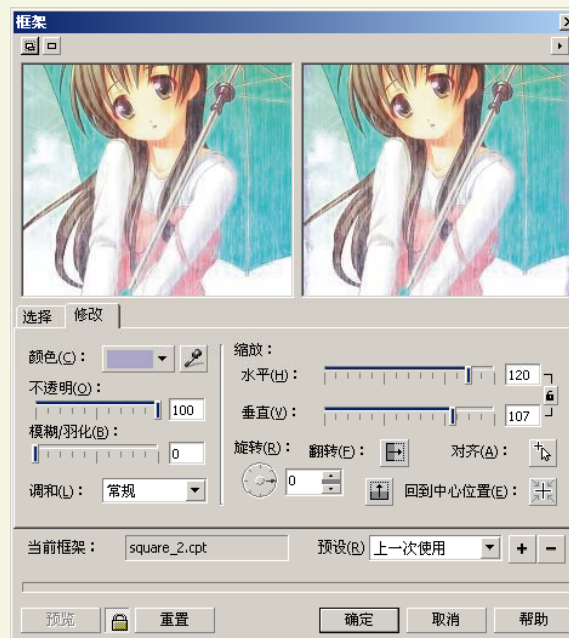 框架
选择 修改
颜色(C)：
不透明(O)：
100
模糊/羽化(B)：
0
调和(L)： 常规
缩放：
水平(H)： 120
垂直(V)： 107
旋转(R)： 翻转(F)： 对齐(A)：
0
回到中心位置(E)：
当前框架： square_2.cpt 预设(R) 上一次使用
预览 重置 确定 取消 帮助